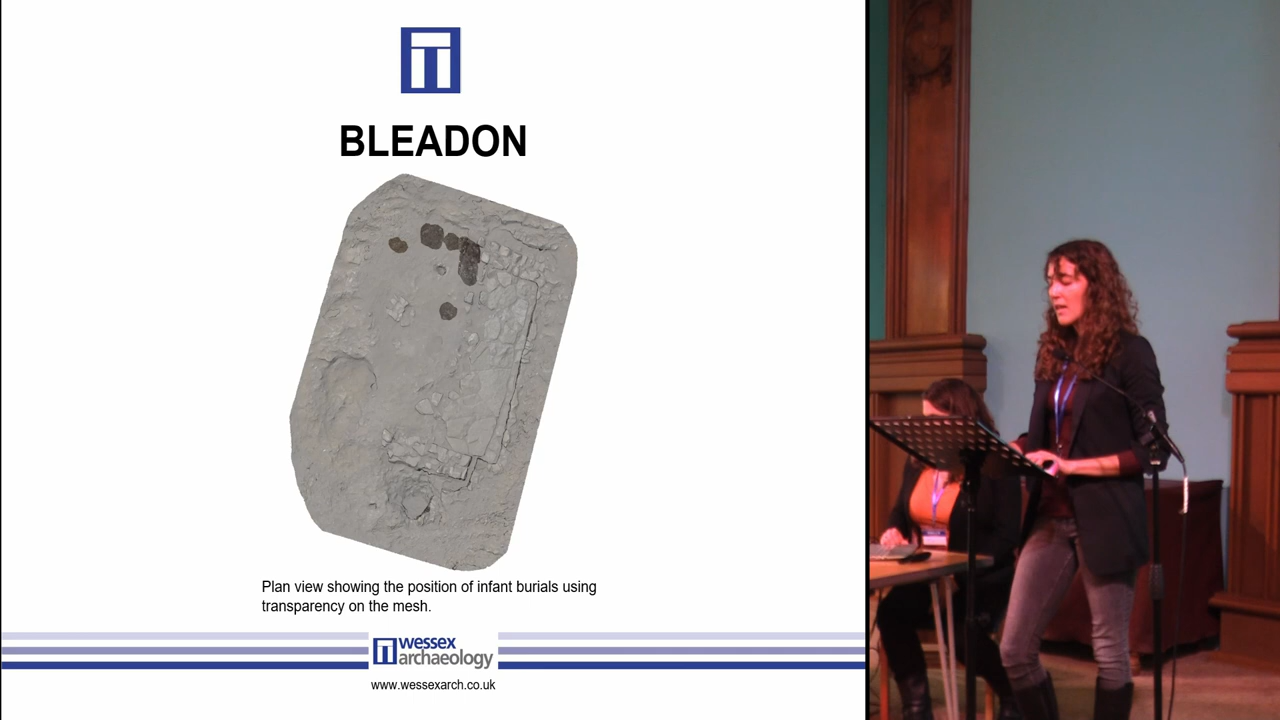 BLEADON
Plan view showing the position of infant burials using
transparency on the mesh.
wessex
archaeology
www.wessexarch.co.uk